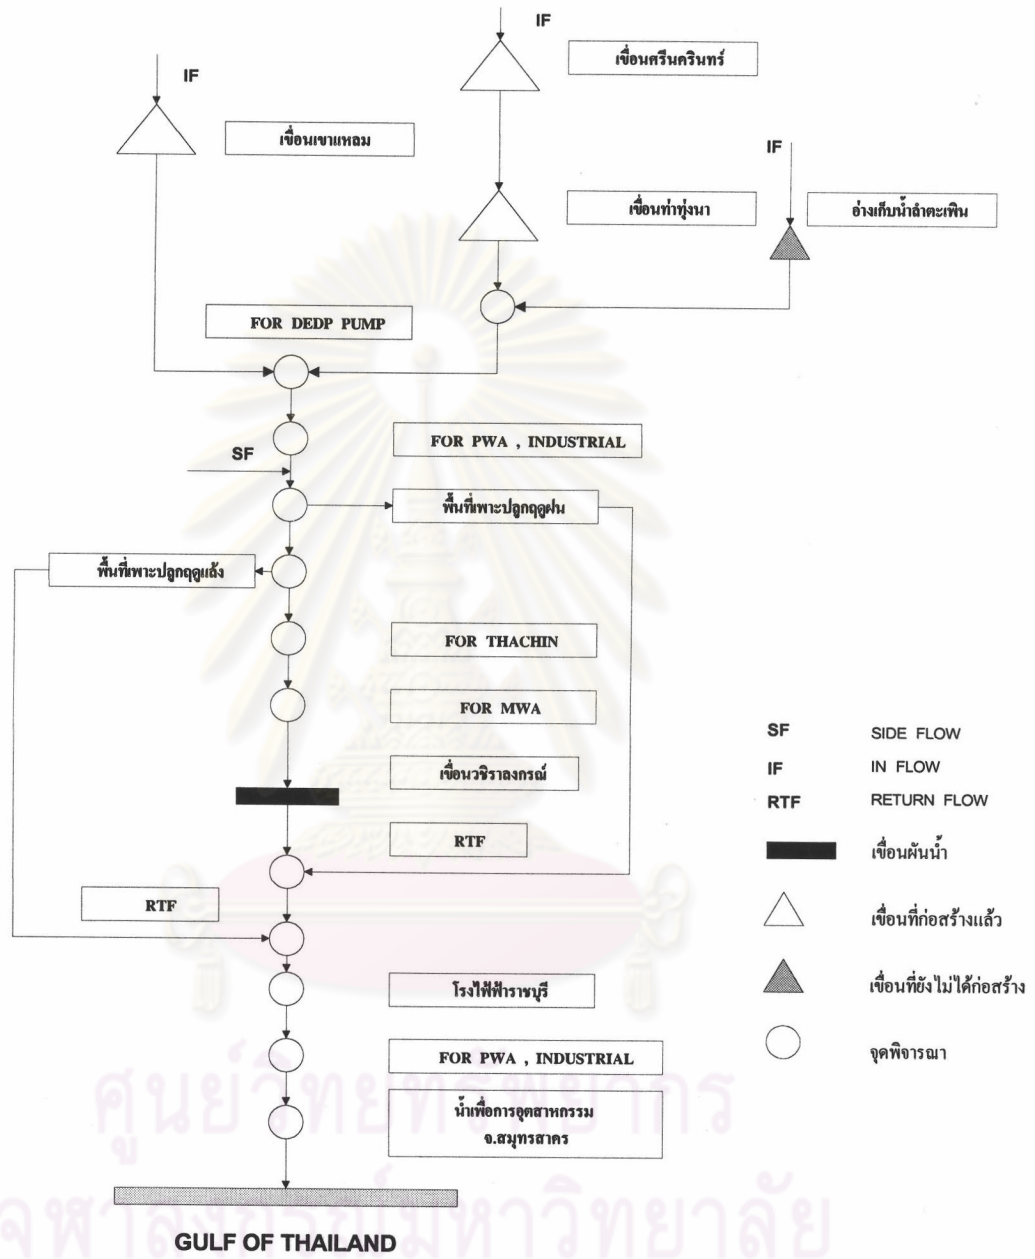 IF
เขื่อนศรีนครินทร์
IF
เขื่อนเขาแหลม
IF
เขื่อนท่าทุ่งนา
อ่างเก็บน้ำลำตะเพิน
FOR DEDP PUMP
FOR PWA , INDUSTRIAL
SF
พื้นที่เพาะปลูกฤดูฝน
พื้นที่เพาะปลูกฤดูแล้ง
FOR THACHIN
FOR MWA
เขื่อนวชิราลงกรณ์
RTF
RTF
โรงไฟฟ้าราชบุรี
FOR PWA , INDUSTRIAL
น้ำเพื่อการอุตสาหกรรม
จ.สมุทรสาคร
GULF OF THAILAND
SF SIDE FLOW
IF IN FLOW
RTF RETURN FLOW
เขื่อนผันน้ำ
เขื่อนที่ก่อสร้างแล้ว
เขื่อนที่ยังไม่ได้ก่อสร้าง
จุดพิจารณา
ศูนย์วิทยทรัพยากร
จุฬาลงกรณ์มหาวิทยาลัย